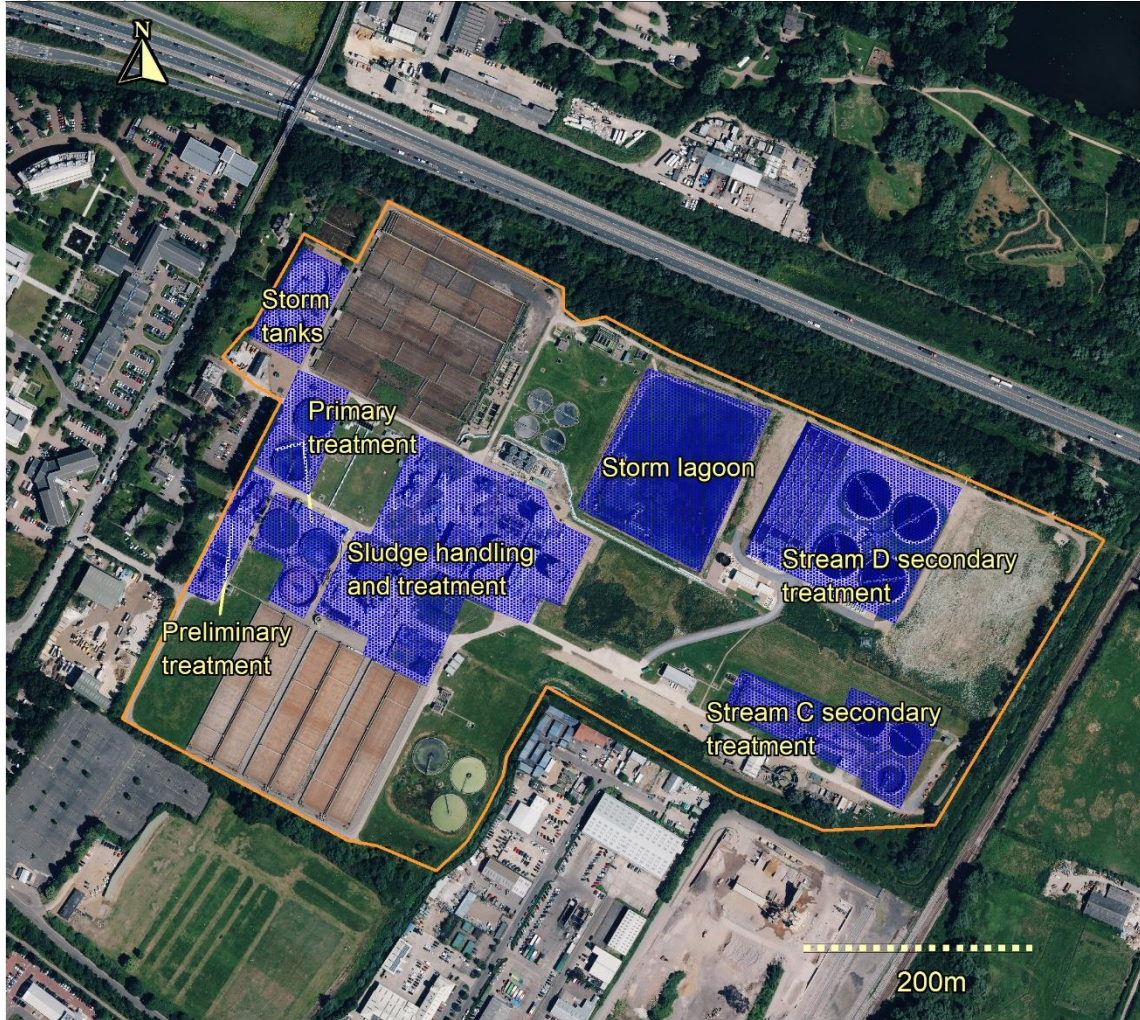 N
Storm
tanks
Primary
treatment
Storm lagoon
Sludge handling
and treatment
Stream D secondary
treatment
Preliminary
treatment
Stream C secondary
treatment
200m